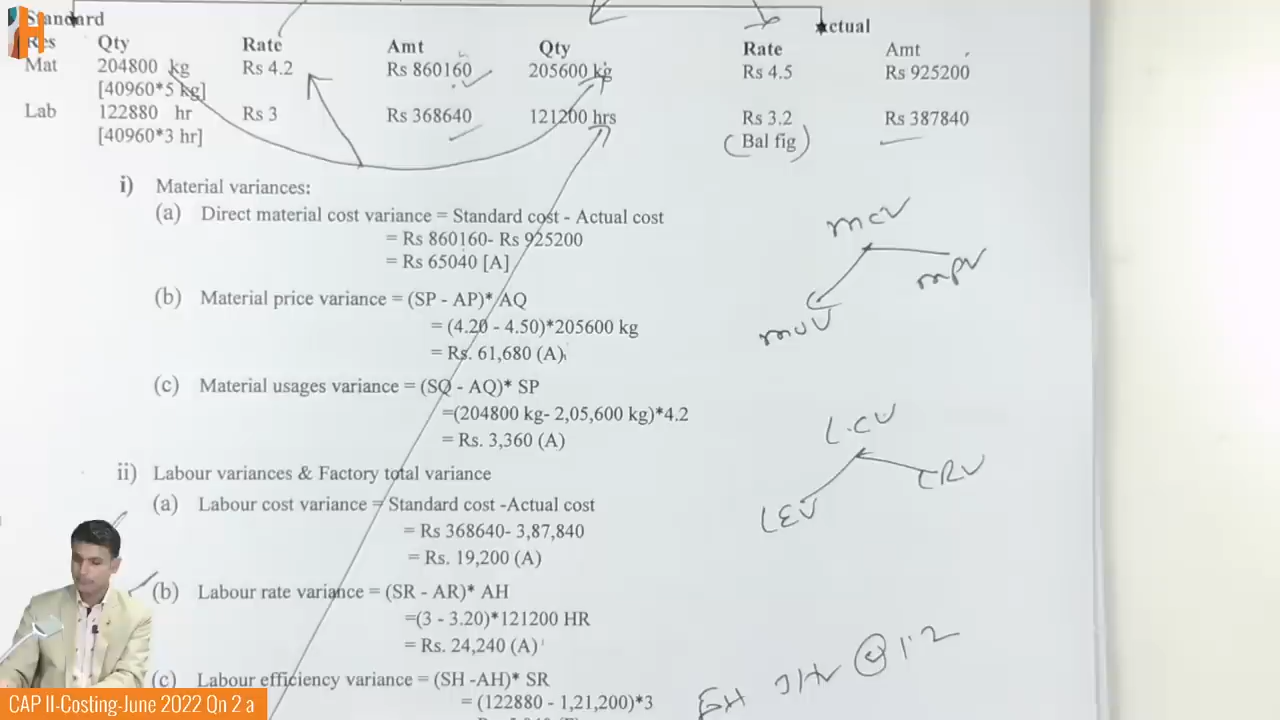 Standard
Actual
Res Qty Rate Amt Qty Rate Amt
Mat 204800 kg Rs 4.2 Rs 860160 205600 kg Rs 4.5 Rs 925200
[40960*5 kg]
Lab 122880 hr Rs 3 Rs 368640 121200 hrs Rs 3.2 Rs 387840
[40960*3 hr] (Bal fig)
i) Material variances:
(a) Direct material cost variance = Standard cost - Actual cost
= Rs 860160- Rs 925200
= Rs 65040 [A]
(b) Material price variance = (SP - AP)* AQ
= (4.20 - 4.50)*205600 kg
= Rs. 61,680 (A)
(c) Material usages variance = (SQ - AQ)* SP
=(204800 kg- 2,05,600 kg)*4.2
= Rs. 3,360 (A)
ii) Labour variances & Factory total variance
(a) Labour cost variance = Standard cost -Actual cost
= Rs 368640- 3,87,840
= Rs. 19,200 (A)
(b) Labour rate variance = (SR - AR)* AH
=(3 - 3.20)*121200 HR
= Rs. 24,240 (A)
(c) Labour efficiency variance = (SH -AH)* SR
= (122880 - 1,21,200)*3
mcV
mpV
muV
L.CV
LEV
@ 1.2
H
CAP II-Costing-June 2022 Qn 2 a